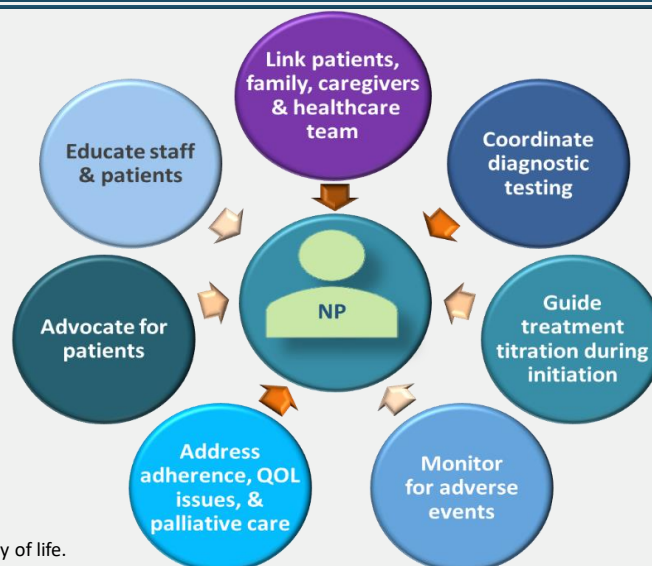 Link patients,
family, caregivers
& healthcare
team
Coordinate
diagnostic
testing
Guide
treatment
titration during
initiation
Monitor
for adverse
events
Address
adherence, QOL
issues, &
palliative care
Advocate for
patients
Educate staff
& patients
NP
y of life.